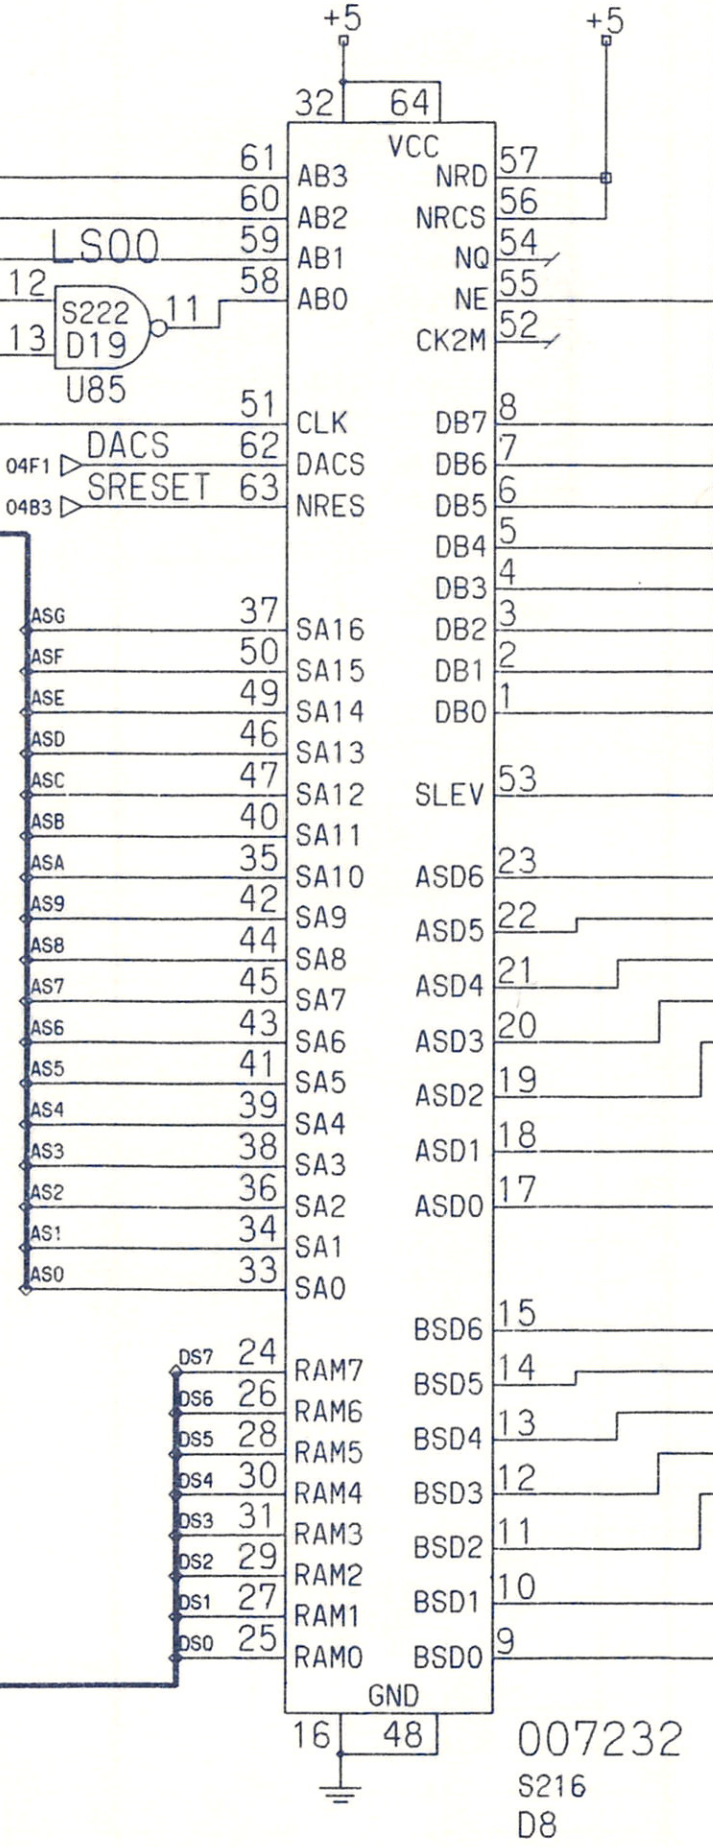 +5 +5
32 64
VCC
61 AB3 NRD 57
60 AB2 NRCS 56
LS00 59 AB1 NQ 54
12 11 58 AB0 NE 55
S222
13 D19 CK2M 52
U85
51 CLK DB7 8
04F1 DACS 62 DACS DB6 7
04B3 SRESET 63 NRES DB5 6
DB4 5
DB3 4
ASG 37 SA16 DB2 3
ASF 50 SA15 DB1 2
ASE 49 SA14 DB0 1
ASD 46 SA13
ASC 47 SA12 SLEV 53
ASB 40 SA11
ASA 35 SA10 ASD6 23
AS9 42 SA9 ASD5 22
AS8 44 SA8
AS7 45 SA7 ASD4 21
AS6 43 SA6 ASD3 20
AS5 41 SA5
AS4 39 SA4 ASD2 19
AS3 38 SA3 ASD1 18
AS2 36 SA2 ASD0 17
AS1 34 SA1
AS0 33 SA0
BSD6 15
DS7 24 RAM7 BSD5 14
DS6 26 RAM6
DS5 28 RAM5 BSD4 13
DS4 30 RAM4 BSD3 12
DS3 31 RAM3
DS2 29 RAM2 BSD2 11
DS1 27 RAM1 BSD1 10
DS0 25 RAM0 BSD0 9
GND
16 48
007232
S216
D8